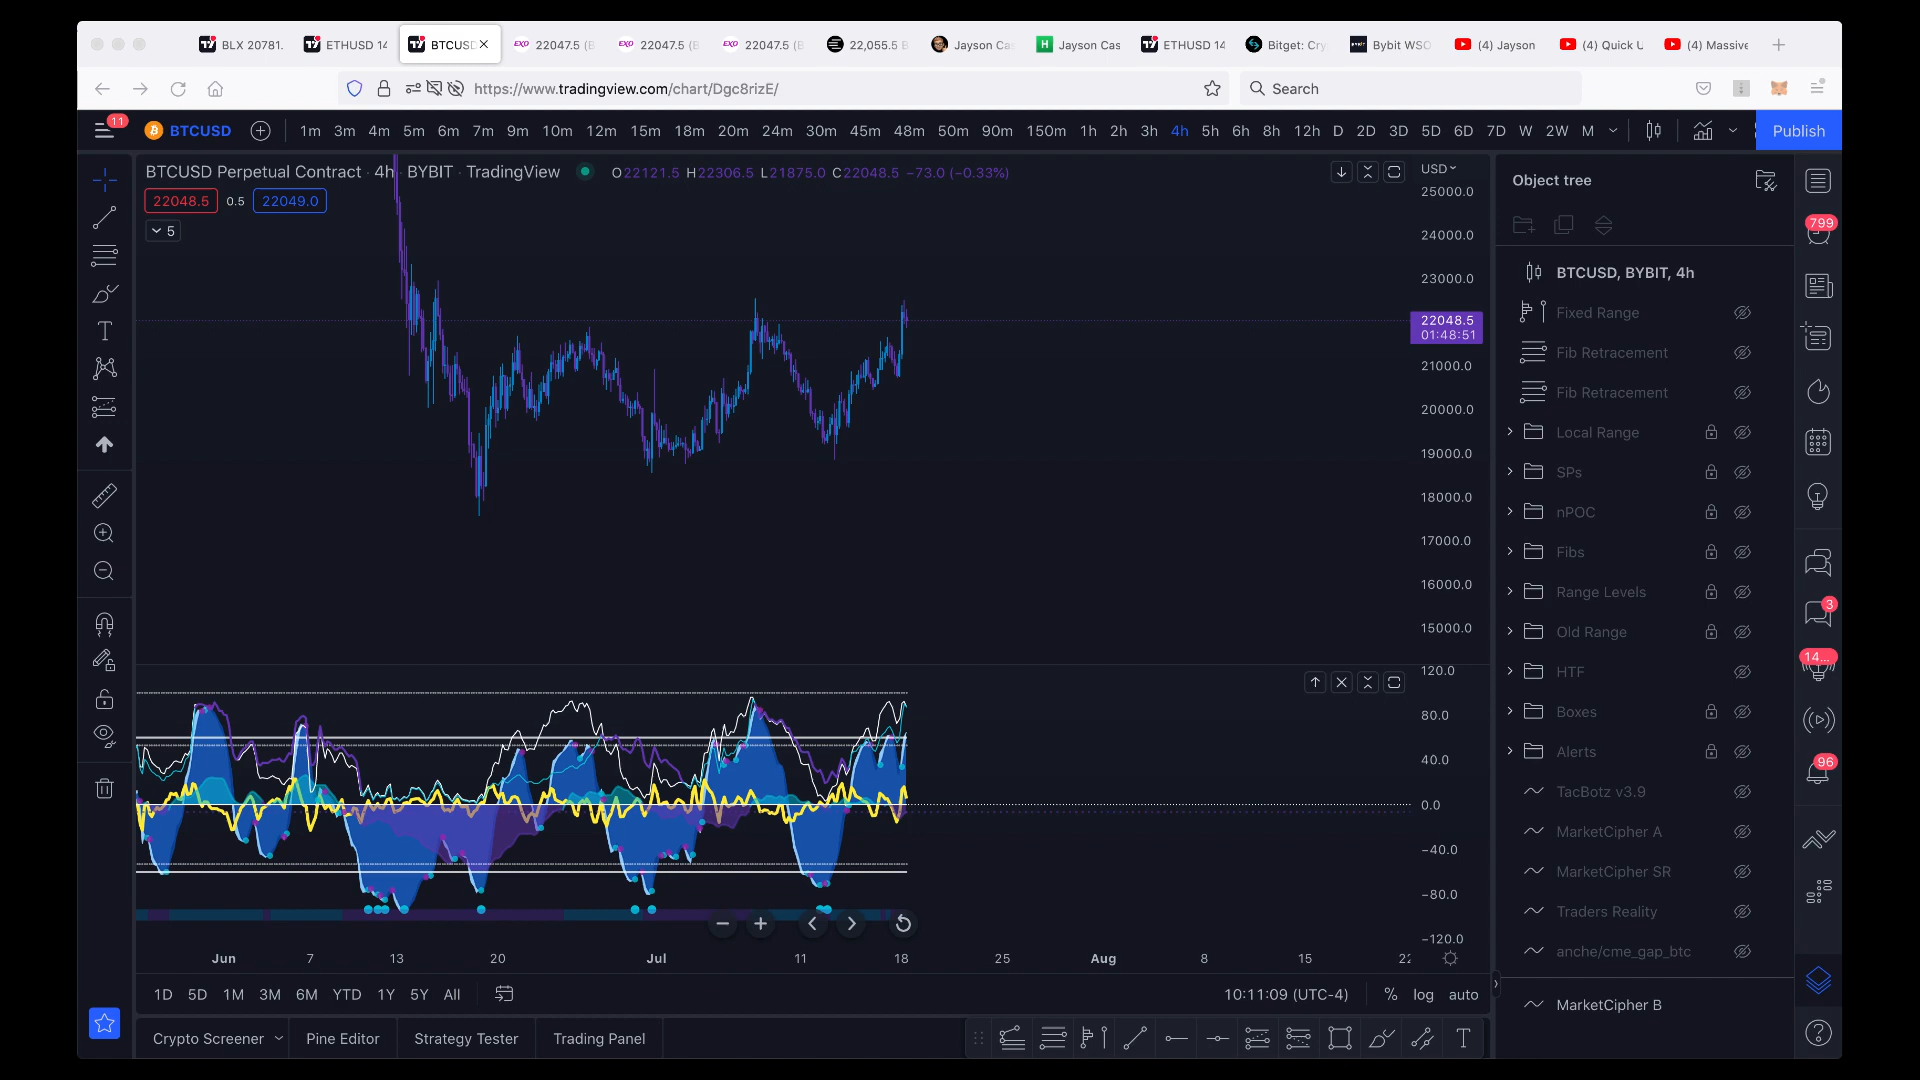 BLX 20781.
ETHUSD 14
BTCUSD
EXO 22047.5 (B
EXO 22047.5 (B
EXO 22047.5 (B
22,055.5 B
Jayson Cas
H Jayson Cas
ETHUSD 14
Bitget: Cry
Bybit WSO
(4) Jayson
(4) Quick U
(4) Massive
https://www.tradingview.com/chart/Dgc8rizE/
Search
11
BTCUSD
1m 3m 4m 5m 6m 7m 9m 10m 12m 15m 18m 20m 24m 30m 45m 48m 50m 90m 150m 1h 2h 3h 4h 5h 6h 8h 12h D 2D 3D 5D 6D 7D W 2W M
Publish
BTCUSD Perpetual Contract · 4h · BYBIT · TradingView
O22121.5 H22306.5 L21875.0 C22048.5 −73.0 (−0.33%)
22048.5 0.5 22049.0
5
USD
25000.0
24000.0
23000.0
22048.5
01:48:51
21000.0
20000.0
19000.0
18000.0
17000.0
16000.0
15000.0
120.0
80.0
40.0
0.0
−40.0
−80.0
−120.0
Jun 7 13 20 Jul 11 18 25 Aug 8 15 22
1D 5D 1M 3M 6M YTD 1Y 5Y All
10:11:09 (UTC-4) % log auto
Crypto Screener Pine Editor Strategy Tester Trading Panel
Object tree
BTCUSD, BYBIT, 4h
Fixed Range
Fib Retracement
Fib Retracement
Local Range
SPs
nPOC
Fibs
Range Levels
Old Range
HTF
Boxes
Alerts
TacBotz v3.9
MarketCipher A
MarketCipher SR
Traders Reality
anche/cme_gap_btc
MarketCipher B
799
3
14...
96